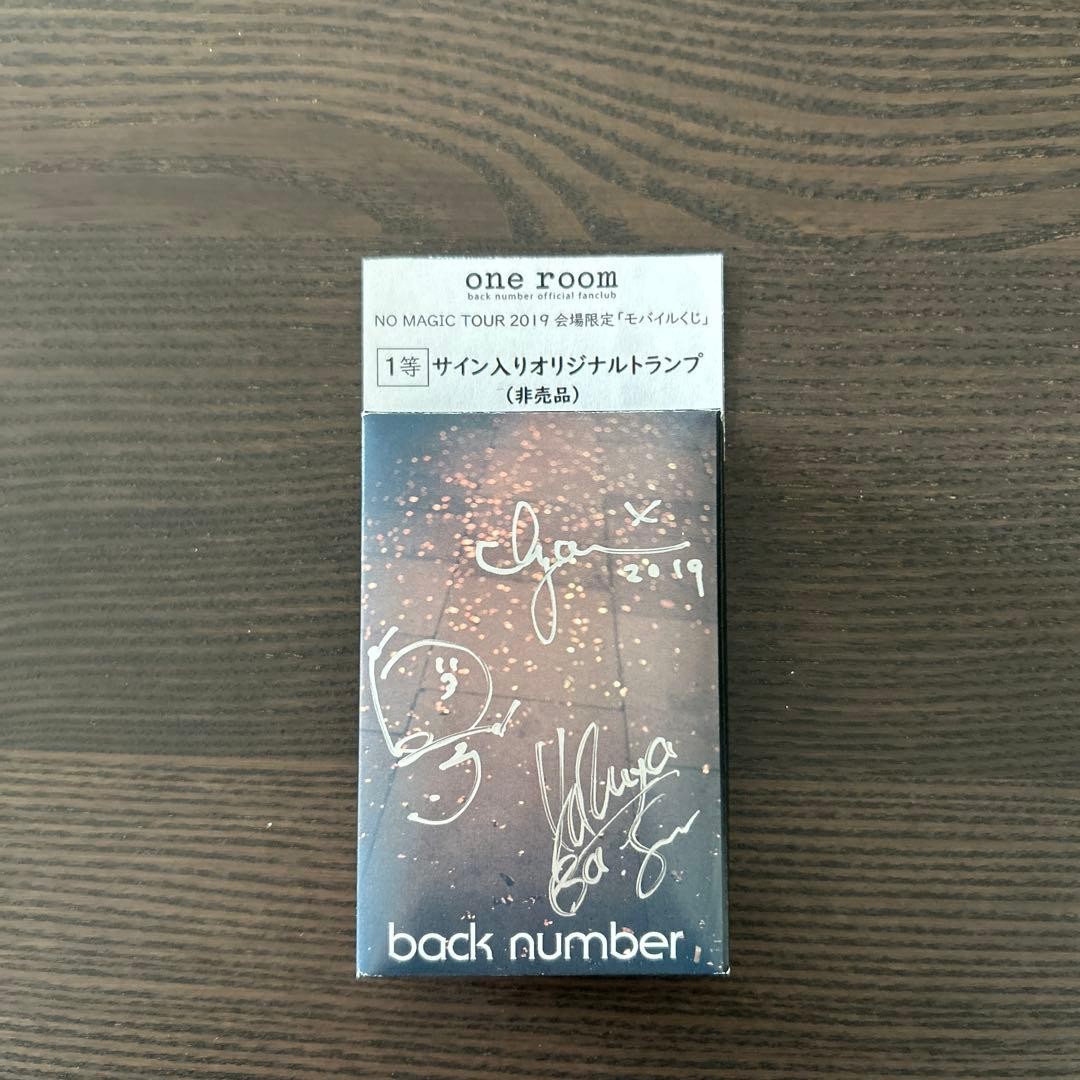 one room
back number official fanclub
NO MAGIC TOUR 2019 会場限定「モバイルくじ」
1等 サイン入りオリジナルトランプ
(非売品)
2019
back number